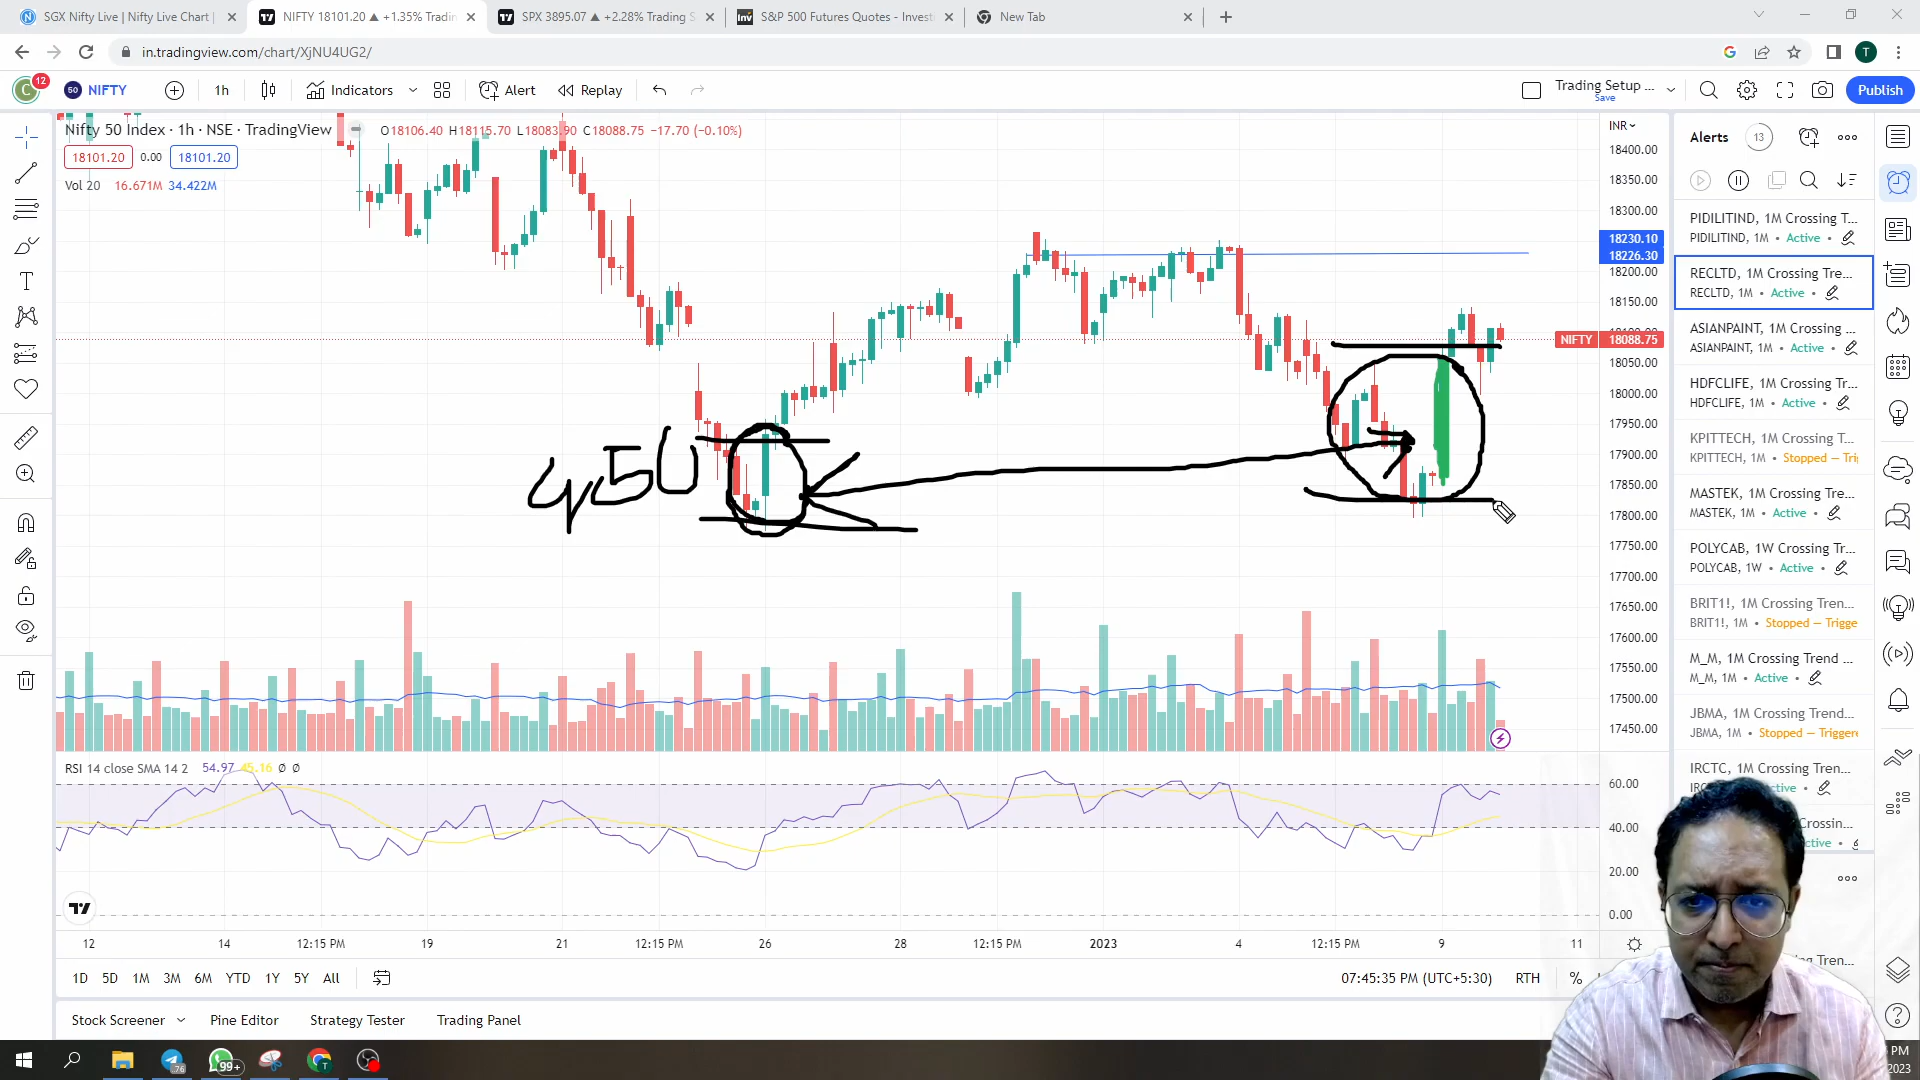 SGX Nifty Live | Nifty Live Chart |
NIFTY 18101.20 ▲ +1.35% Tradin
SPX 3895.07 ▲ +2.28% Trading S
Inv
S&P 500 Futures Quotes - Invest
New Tab
in.tradingview.com/chart/XjNU4UG2/
T
C
12
50
NIFTY
1h
Indicators
Alert
Replay
Trading Setup ...
Save
Publish
Nifty 50 Index · 1h · NSE · TradingView
O18106.40 H18115.70 L18083.90 C18088.75 −17.70 (−0.10%)
18101.20
0.00
18101.20
Vol 20 16.671M 34.422M
INR
18400.00
18350.00
18300.00
18230.10
18226.30
18200.00
18150.00
NIFTY 18088.75
18050.00
18000.00
17950.00
17900.00
17850.00
17800.00
17750.00
17700.00
17650.00
17600.00
17550.00
17500.00
17450.00
RSI 14 close SMA 14 2 54.97 45.16 Ø Ø
60.00
40.00
20.00
0.00
12
14
12:15 PM
19
21
12:15 PM
26
28
12:15 PM
2023
4
12:15 PM
9
11
1D 5D 1M 3M 6M YTD 1Y 5Y All
07:45:35 PM (UTC+5:30)
RTH
%
Stock Screener
Pine Editor
Strategy Tester
Trading Panel
Alerts
13
PIDILITIND, 1M Crossing T...
PIDILITIND, 1M • Active •
RECLTD, 1M Crossing Tre...
RECLTD, 1M • Active •
ASIANPAINT, 1M Crossing ...
ASIANPAINT, 1M • Active •
HDFCLIFE, 1M Crossing Tr...
HDFCLIFE, 1M • Active •
KPITTECH, 1M Crossing T...
KPITTECH, 1M • Stopped — Tri
MASTEK, 1M Crossing Tre...
MASTEK, 1M • Active •
POLYCAB, 1W Crossing Tr...
POLYCAB, 1W • Active •
BRIT1!, 1M Crossing Tren...
BRIT1!, 1M • Stopped — Trigge
M_M, 1M Crossing Trend ...
M_M, 1M • Active •
JBMA, 1M Crossing Trend...
JBMA, 1M • Stopped — Triggere
IRCTC, 1M Crossing Tren...
99+
76
T
PM
2023